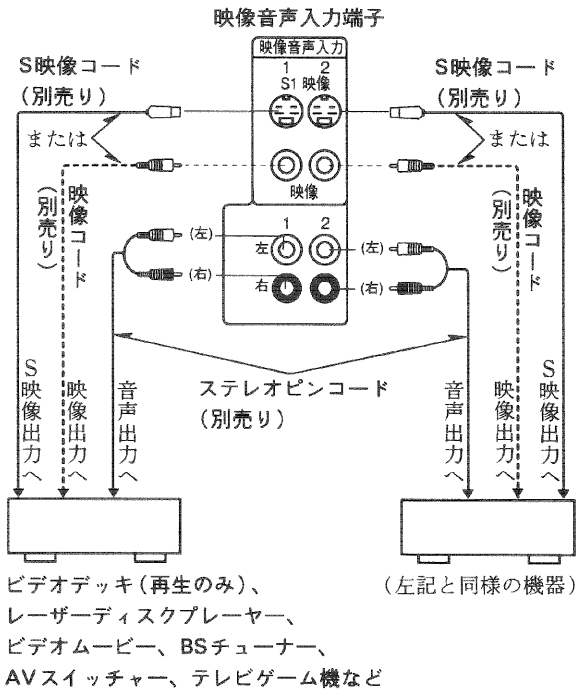 映像音声入力端子
映像音声入力
1 2
S1 映像
S映像コード
(別売り)
または
S映像コード
(別売り)
または
映像
映像コード
(別売り)
映像コード
(別売り)
1 2
(左)
左
(左)
(右)
右
(右)
ステレオピンコード
(別売り)
S映像出力へ
映像出力へ
音声出力へ
音声出力へ
映像出力へ
S映像出力へ
ビデオデッキ(再生のみ)、
レーザーディスクプレーヤー、
ビデオムービー、BSチューナー、
AVスイッチャー、テレビゲーム機など
(左記と同様の機器)